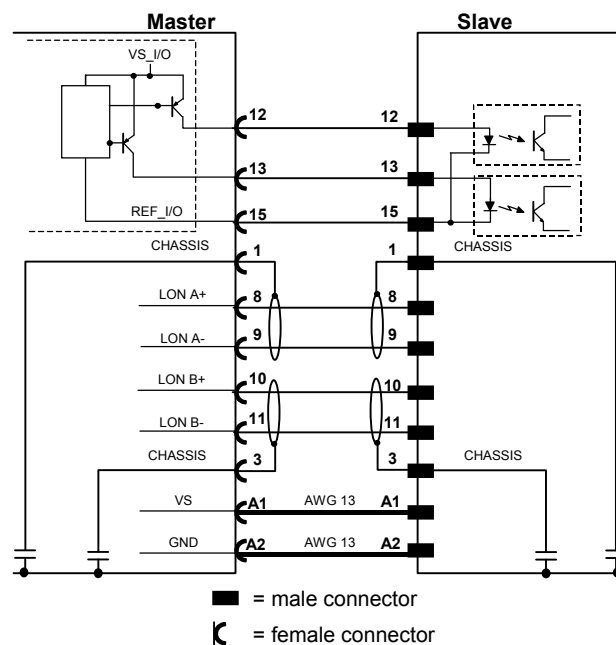 Master Slave
VS_I/O
12 12
13 13
REF_I/O 15 15
CHASSIS 1 1 CHASSIS
LON A+ 8 8
LON A- 9 9
LON B+ 10 10
LON B- 11 11
CHASSIS 3 3 CHASSIS
VS A1 AWG 13 A1
GND A2 AWG 13 A2
= male connector
= female connector